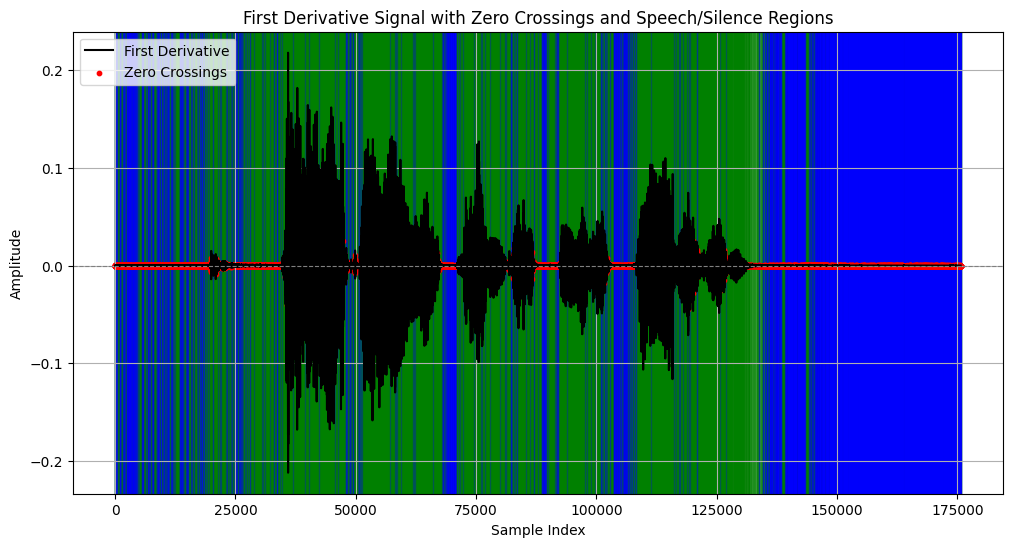 First Derivative Signal with Zero Crossings and Speech/Silence Regions
First Derivative
Zero Crossings
Amplitude
0.2
0.1
0.0
−0.1
−0.2
0 25000 50000 75000 100000 125000 150000 175000
Sample Index